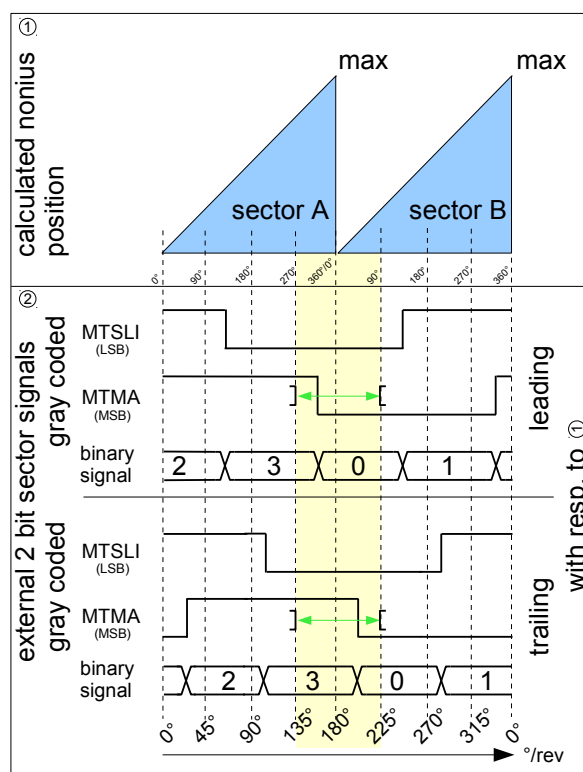 ①
calculated nonius
position
max
max
sector A
sector B
0°
90°
180°
270°
360°/0°
90°
180°
270°
360°
②
external 2 bit sector signals
gray coded
gray coded
MTSLI
(LSB)
MTMA
(MSB)
binary
signal
2 3 0 1
leading
MTSLI
(LSB)
MTMA
(MSB)
binary
signal
2 3 0 1
trailing
with resp. to ①
0° 45° 90° 135° 180° 225° 270° 315° 0°
°/rev